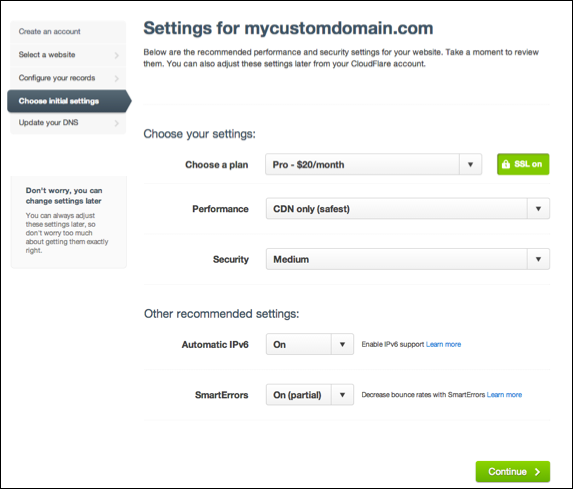 Create an account
Select a website
Configure your records
Choose initial settings
Update your DNS
Don't worry, you can
change settings later
You can always adjust
these settings later, so
don't worry too much
about getting them exactly
right.
Settings for mycustomdomain.com
Below are the recommended performance and security settings for your website. Take a moment to review
them. You can also adjust these settings later from your CloudFlare account.
Choose your settings:
Choose a plan Pro - $20/month SSL on
Performance CDN only (safest)
Security Medium
Other recommended settings:
Automatic IPv6 On Enable IPv6 support Learn more
SmartErrors On (partial) Decrease bounce rates with SmartErrors Learn more
Continue